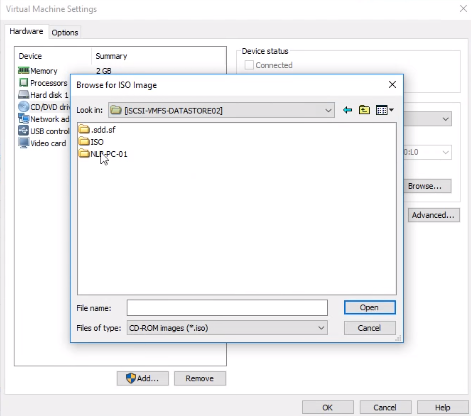 Virtual Machine Settings
Hardware Options
Device Summary
Memory 2 GB
Processors
Hard disk 1
CD/DVD driv
Network ad
USB control
Video card
Device status
Connected
0:L0
Browse...
Advanced...
Browse for ISO Image
Look in: [iSCSI-VMFS-DATASTORE02]
.sdd.sf
ISO
NLP-PC-01
File name: Open
Files of type: CD-ROM images (*.iso) Cancel
Add... Remove
OK Cancel Help